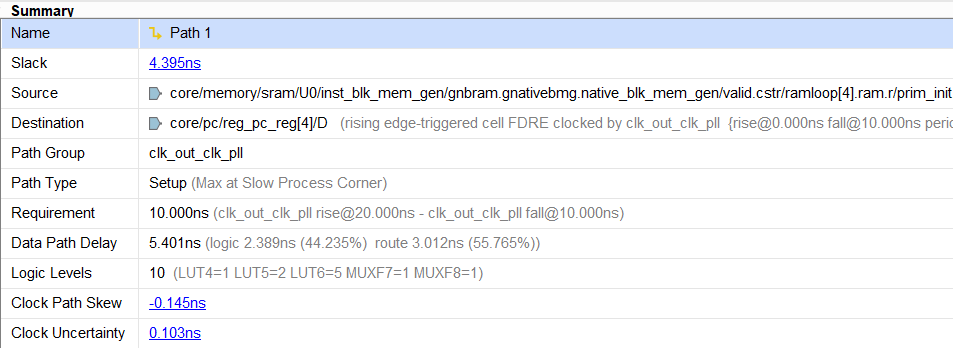 Summary
Name Path 1
Slack 4.395ns
Source core/memory/sram/U0/inst_blk_mem_gen/gnbram.gnativebmg.native_blk_mem_gen/valid.cstr/ramloop[4].ram.r/prim_init
Destination core/pc/reg_pc_reg[4]/D (rising edge-triggered cell FDRE clocked by clk_out_clk_pll {rise@0.000ns fall@10.000ns peri
Path Group clk_out_clk_pll
Path Type Setup (Max at Slow Process Corner)
Requirement 10.000ns (clk_out_clk_pll rise@20.000ns - clk_out_clk_pll fall@10.000ns)
Data Path Delay 5.401ns (logic 2.389ns (44.235%) route 3.012ns (55.765%))
Logic Levels 10 (LUT4=1 LUT5=2 LUT6=5 MUXF7=1 MUXF8=1)
Clock Path Skew -0.145ns
Clock Uncertainty 0.103ns